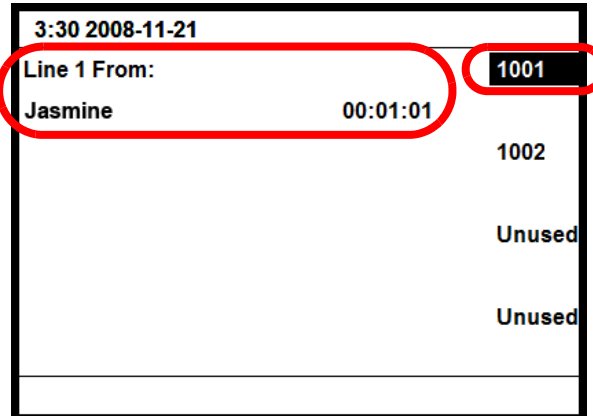 3:30 2008-11-21
Line 1 From:
Jasmine 00:01:01
1001
1002
Unused
Unused